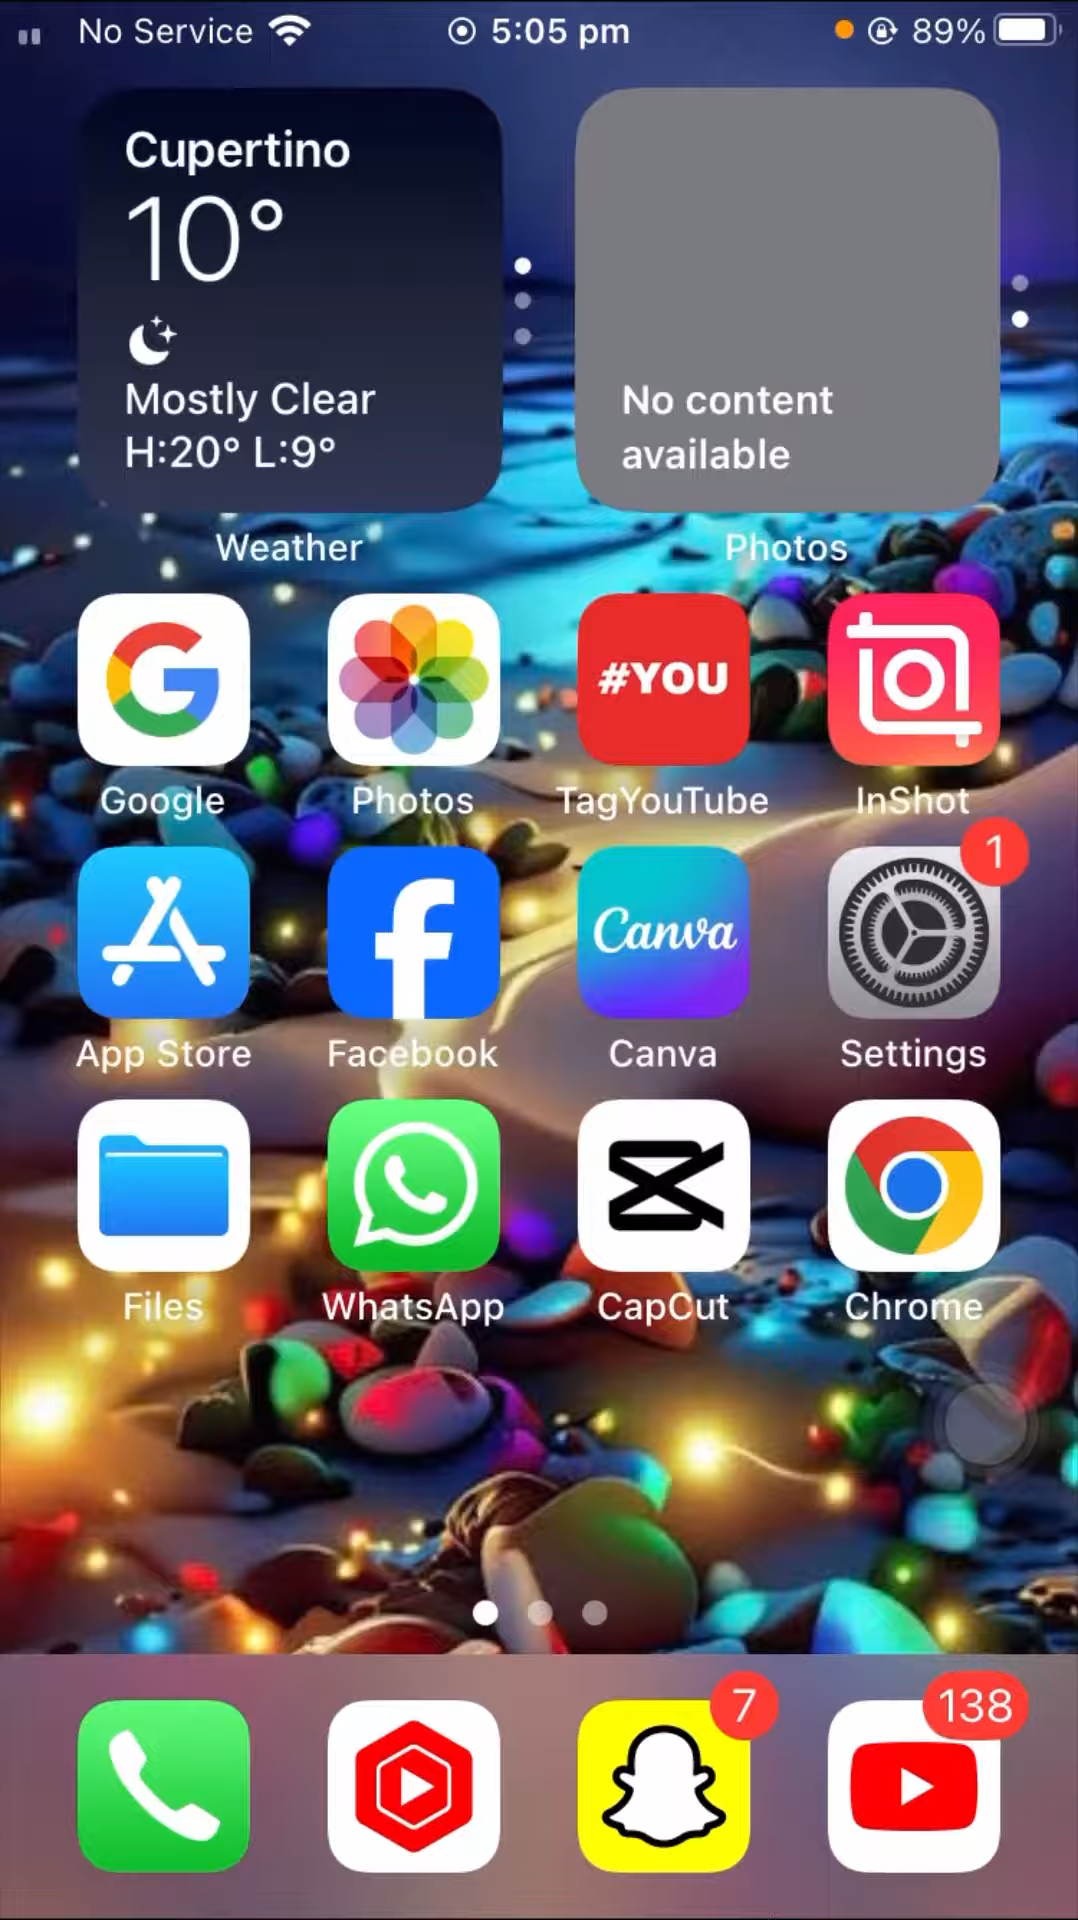 No Service 5:05 pm 89%
Cupertino
10°
Mostly Clear
H:20° L:9°
No content
available
Weather Photos
#YOU
Google Photos TagYouTube InShot
1
Canva
App Store Facebook Canva Settings
Files WhatsApp CapCut Chrome
7 138